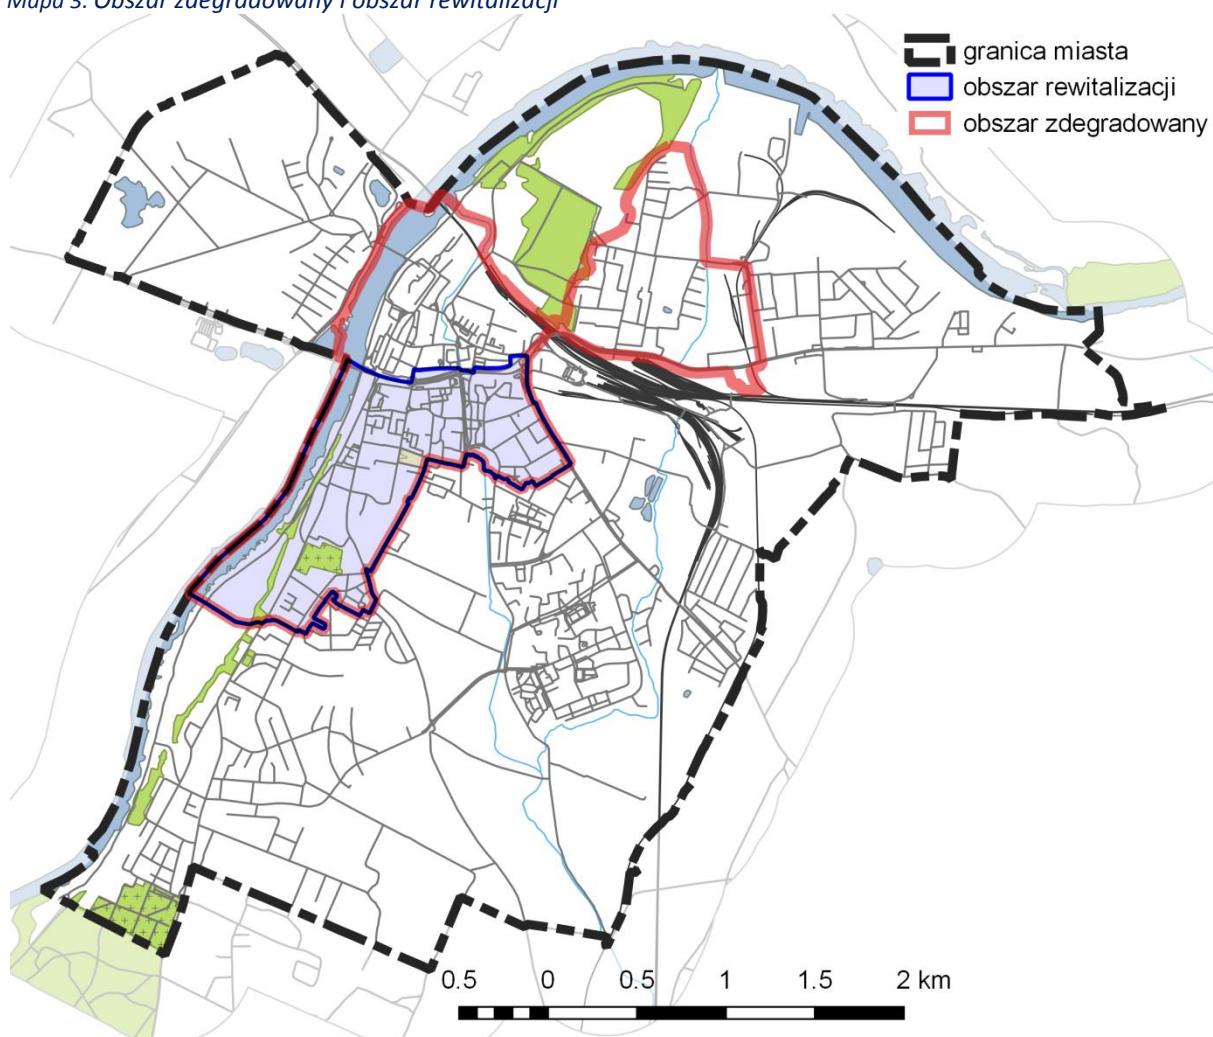 Mapa 3. Obszar zdegradowany i obszar rewitalizacji
granica miasta
obszar rewitalizacji
obszar zdegradowany
0.5 0 0.5 1 1.5 2 km